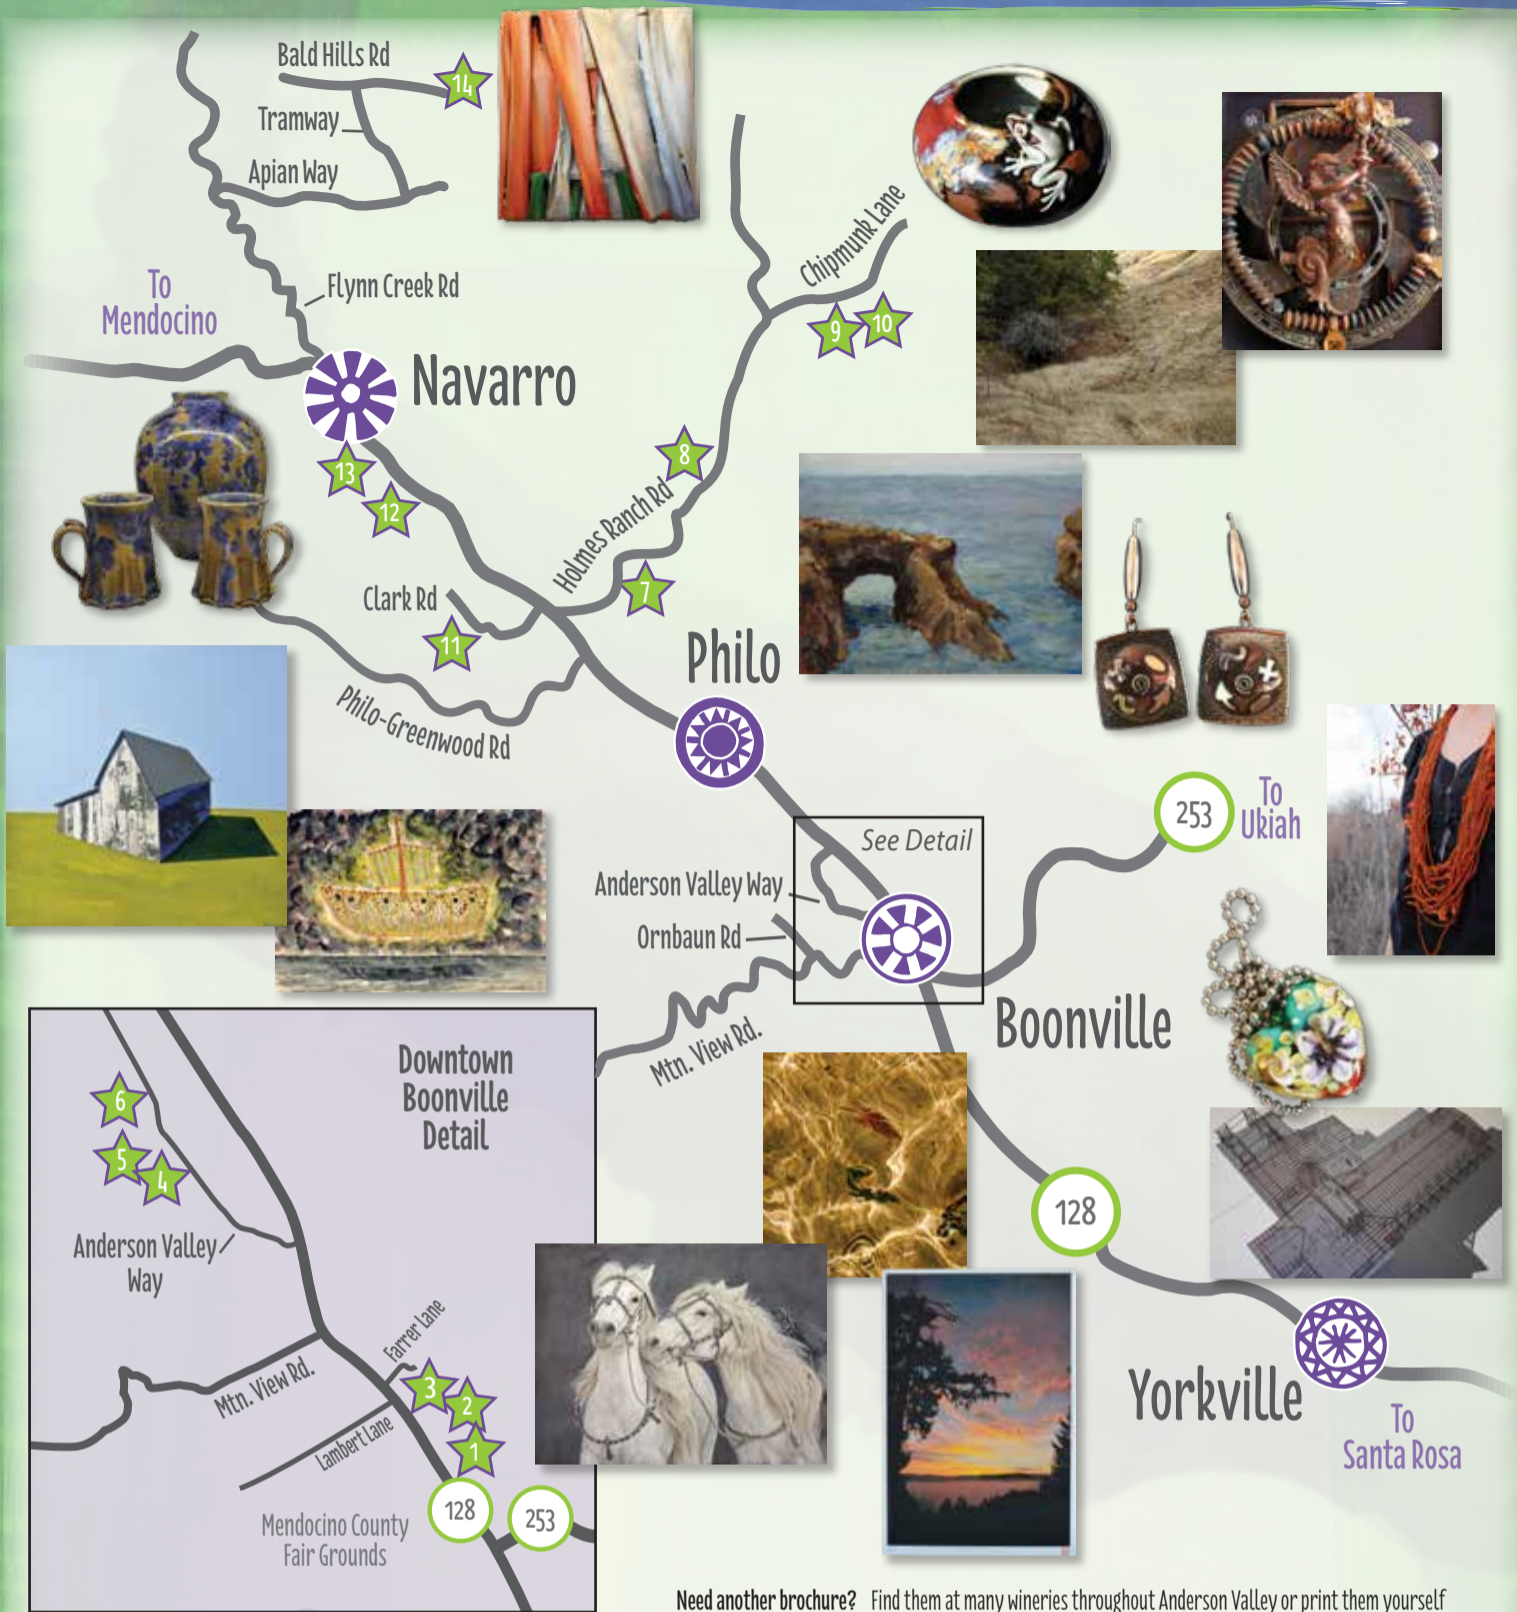 Bald Hills Rd
14
Tramway
Apian Way
Chipmunk Lane
To
Mendocino
Flynn Creek Rd
9
10
Navarro
8
13
12
Holmes Ranch Rd
Clark Rd
7
11
Philo
Philo-Greenwood Rd
253
To
Ukiah
See Detail
Anderson Valley Way
Ornbaun Rd
Boonville
Mtn. View Rd.
Downtown
Boonville
Detail
6
5
4
128
Anderson Valley
Way
Farrer Lane
Mtn. View Rd.
3
2
1
Lambert Lane
Yorkville
To
Santa Rosa
128
253
Mendocino County
Fair Grounds
Need another brochure? Find them at many wineries throughout Anderson Valley or print them yourself